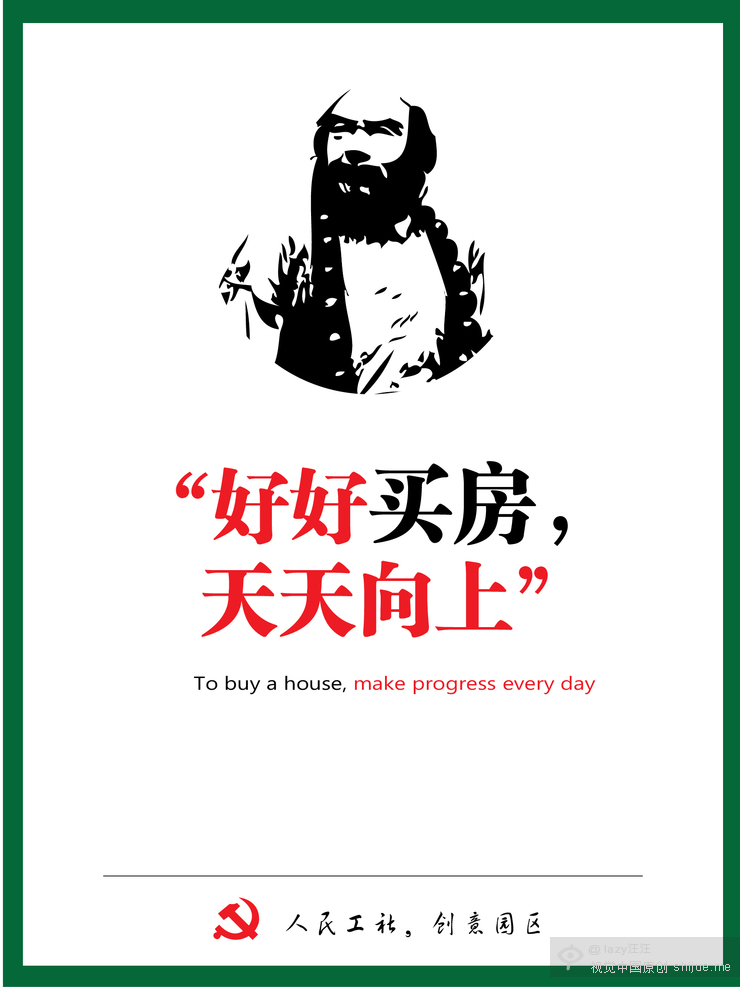 “好好买房，
天天向上”
To buy a house, make progress every day
人民工社，创意园区
@lazy汪汪
视觉中国原创 shijue.me